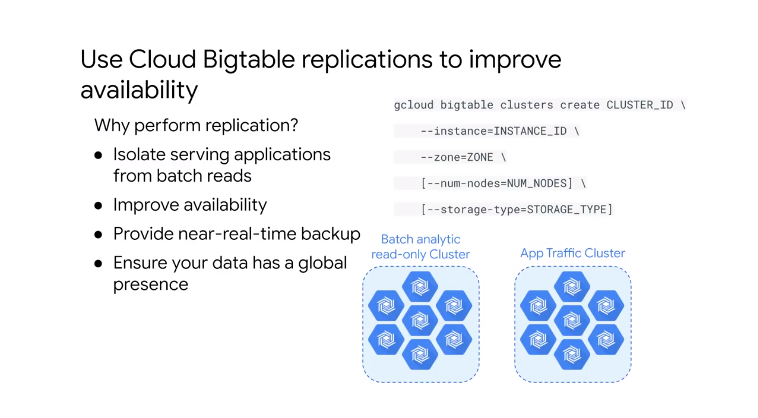 Use Cloud Bigtable replications to improve
availability
Why perform replication?
● Isolate serving applications
from batch reads
● Improve availability
● Provide near-real-time backup
● Ensure your data has a global
presence
gcloud bigtable clusters create CLUSTER_ID \
--instance=INSTANCE_ID \
--zone=ZONE \
[--num-nodes=NUM_NODES] \
[--storage-type=STORAGE_TYPE]
Batch analytic
read-only Cluster
App Traffic Cluster